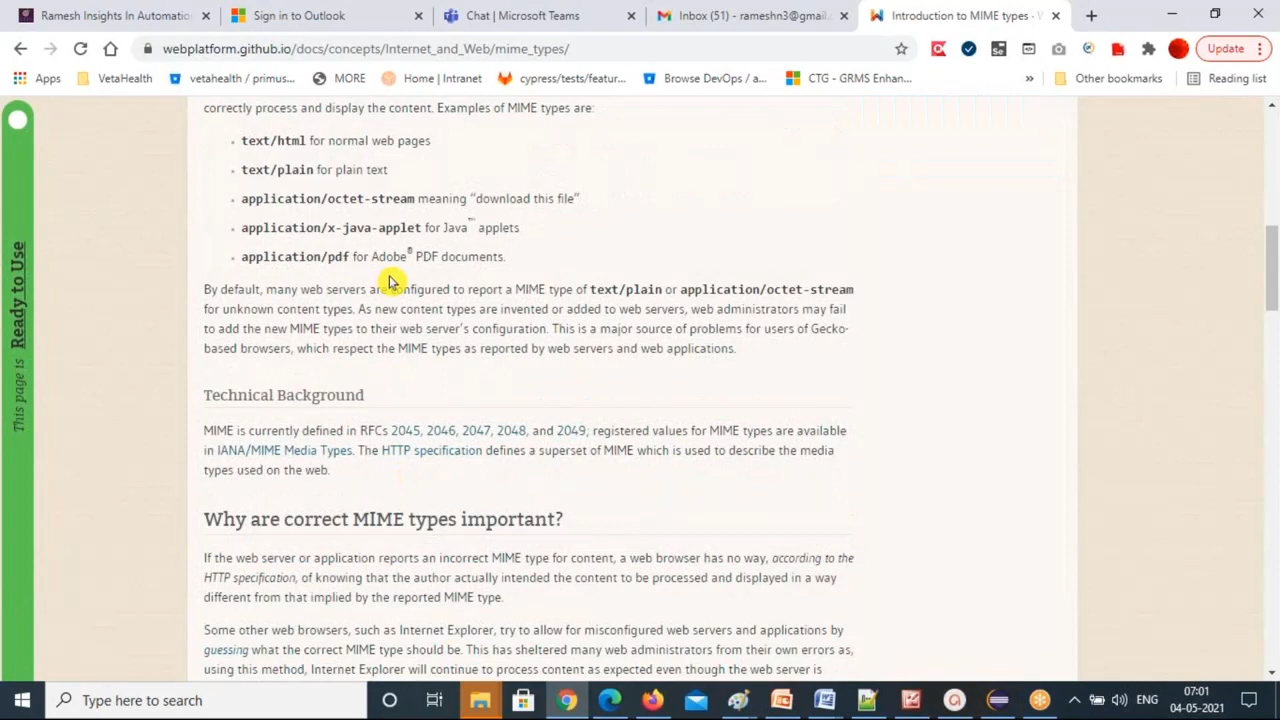 Ramesh Insights In Automatio
Sign in to Outlook
Chat | Microsoft Teams
Inbox (51) - rameshn3@gmail.
Introduction to MIME types - W
webplatform.github.io/docs/concepts/Internet_and_Web/mime_types/
Update
Apps
VetaHealth
vetahealth / primus...
MORE
Home | Intranet
cypress/tests/featur...
Browse DevOps / a...
CTG - GRMS Enhan...
»
Other bookmarks
Reading list
This page is Ready to Use
correctly process and display the content. Examples of MIME types are:
text/html for normal web pages
text/plain for plain text
application/octet-stream meaning “download this file”
application/x-java-applet for Java™ applets
application/pdf for Adobe® PDF documents.
By default, many web servers are configured to report a MIME type of text/plain or application/octet-stream
for unknown content types. As new content types are invented or added to web servers, web administrators may fail
to add the new MIME types to their web server’s configuration. This is a major source of problems for users of Gecko-
based browsers, which respect the MIME types as reported by web servers and web applications.
Technical Background
MIME is currently defined in RFCs 2045, 2046, 2047, 2048, and 2049; registered values for MIME types are available
in IANA/MIME Media Types. The HTTP specification defines a superset of MIME which is used to describe the media
types used on the web.
Why are correct MIME types important?
If the web server or application reports an incorrect MIME type for content, a web browser has no way, according to the
HTTP specification, of knowing that the author actually intended the content to be processed and displayed in a way
different from that implied by the reported MIME type.
Some other web browsers, such as Internet Explorer, try to allow for misconfigured web servers and applications by
guessing what the correct MIME type should be. This has sheltered many web administrators from their own errors as,
using this method, Internet Explorer will continue to process content as expected even though the web server is
Type here to search
ENG
07:01
04-05-2021